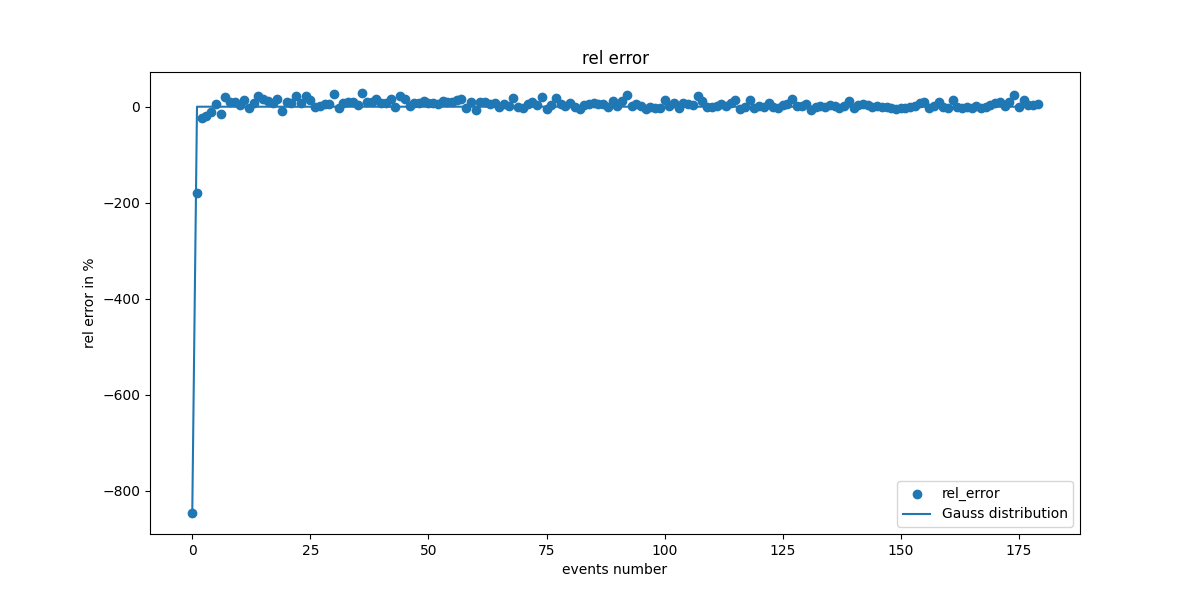 rel error
0
−200
−400
−600
−800
rel error in %
0
25
50
75
100
125
150
175
events number
rel_error
Gauss distribution